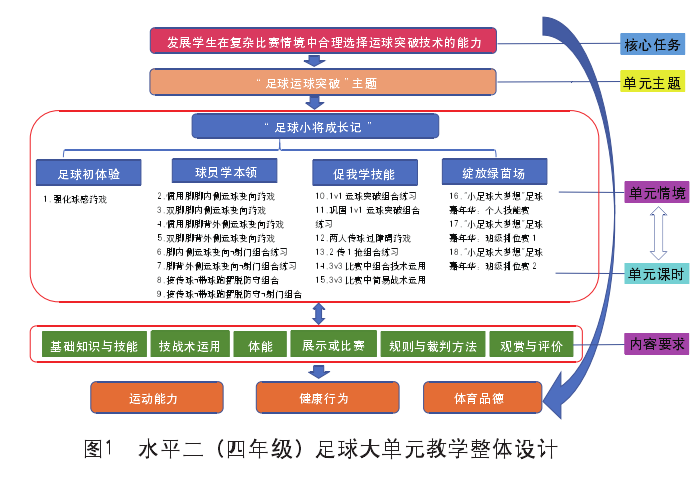 发展学生在复杂比赛情境中合理选择运球突破技术的能力
核心任务
“足球运球突破”主题
单元主题
“足球小将成长记”
足球初体验
1.强化球感游戏
球员学本领
2.惯用脚脚内侧运球变向游戏
3.双脚脚内侧运球变向游戏
4.惯用脚脚背外侧运球变向游戏
5.双脚脚背外侧运球变向游戏
6.脚内侧运球变向+射门组合练习
7.脚背外侧运球变向+射门组合练习
8.接传球+带球跑摆脱防守组合
9.接传球+带球跑摆脱防守+射门组合
促我学技能
10.1v1运球突破组合练习
11.巩固1v1运球突破组合
练习
12.两人传球过障碍游戏
13.2传1抢组合练习
14.3v3比赛中组合技术运用
15.3v3比赛中简易战术运用
绽放绿茵场
16.“小足球大梦想”足球
嘉年华：个人技能赛
17.“小足球大梦想”足球
嘉年华：班级排位赛1
18.“小足球大梦想”足球
嘉年华：班级排位赛2
单元情境
单元课时
基础知识与技能
技战术运用
体能
展示或比赛
规则与裁判方法
观赏与评价
内容要求
运动能力
健康行为
体育品德
图1 水平二（四年级）足球大单元教学整体设计